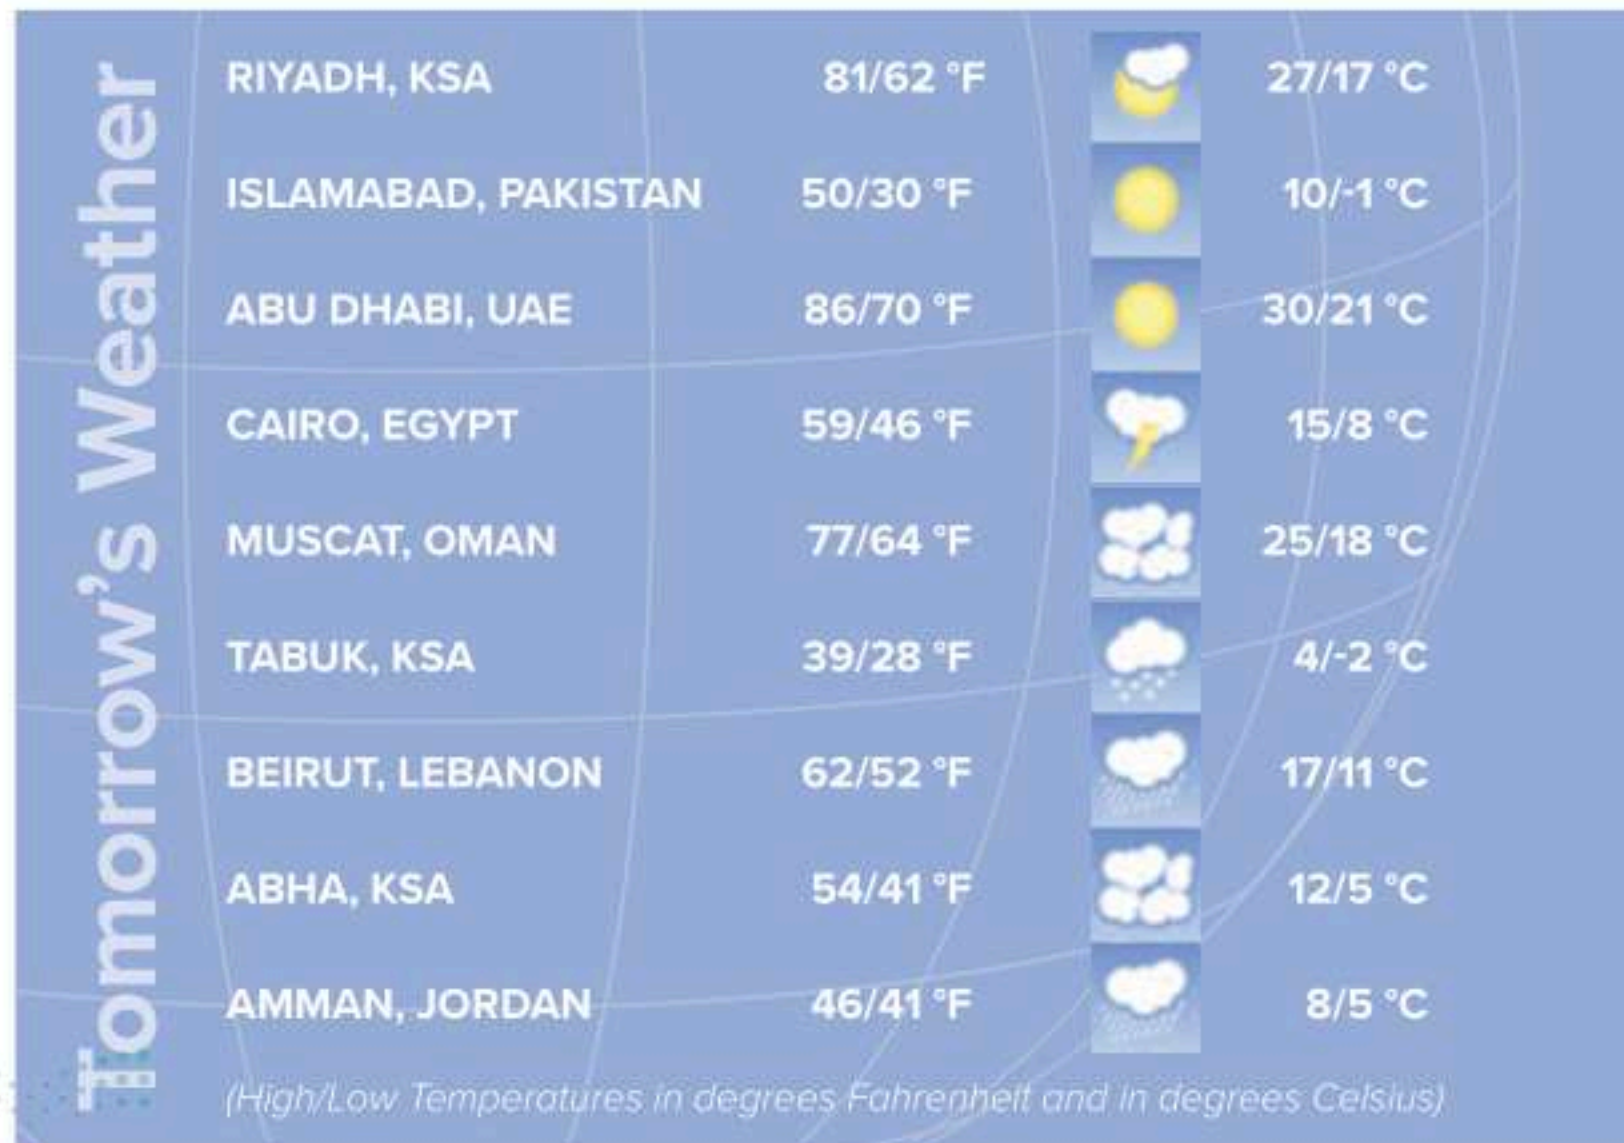 Tomorrow's Weather
RIYADH, KSA 81/62 °F 27/17 °C
ISLAMABAD, PAKISTAN 50/30 °F 10/-1 °C
ABU DHABI, UAE 86/70 °F 30/21 °C
CAIRO, EGYPT 59/46 °F 15/8 °C
MUSCAT, OMAN 77/64 °F 25/18 °C
TABUK, KSA 39/28 °F 4/-2 °C
BEIRUT, LEBANON 62/52 °F 17/11 °C
ABHA, KSA 54/41 °F 12/5 °C
AMMAN, JORDAN 46/41 °F 8/5 °C
(High/Low Temperatures in degrees Fahrenheit and in degrees Celsius)